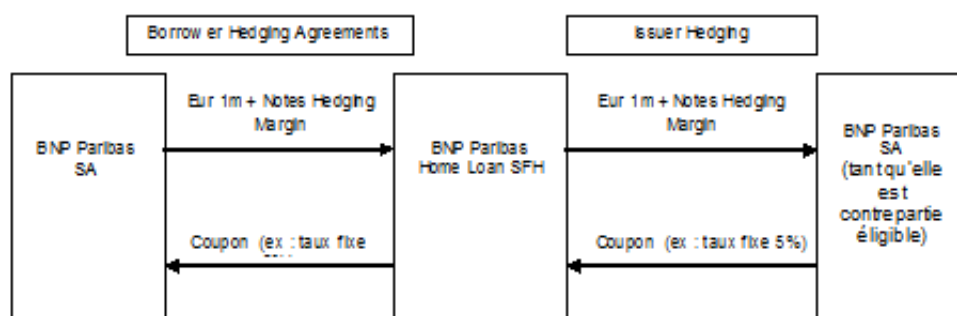 Borrower Hedging Agreements
Issuer Hedging
Eur 1m + Notes Hedging
Margin
Eur 1m + Notes Hedging
Margin
BNP Paribas
SA
BNP Paribas
Home Loan SFH
BNP Paribas
SA
(tant qu'elle
est
contrepartie
éligible)
Coupon (ex : taux fixe
Coupon (ex : taux fixe 5%)